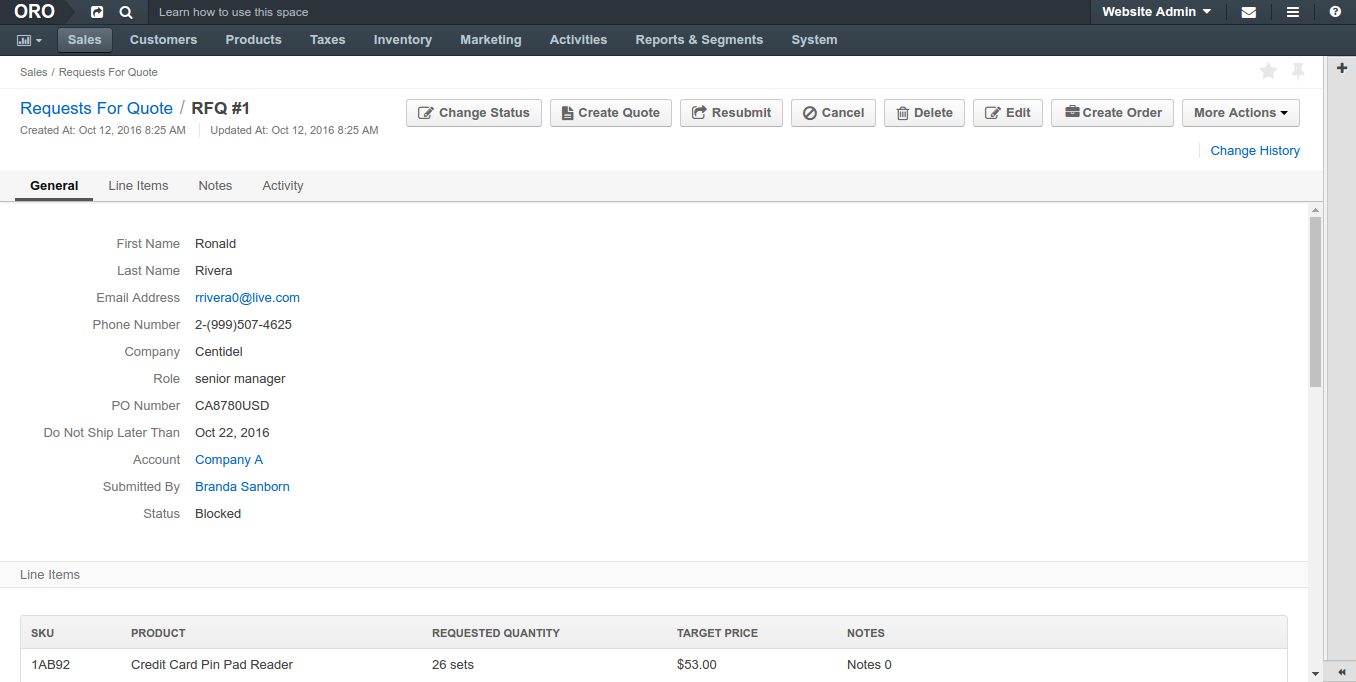 ORO Learn how to use this space Website Admin
Sales Customers Products Taxes Inventory Marketing Activities Reports & Segments System
Sales / Requests For Quote
Requests For Quote / RFQ #1
Change Status Create Quote Resubmit Cancel Delete Edit Create Order More Actions
Created At: Oct 12, 2016 8:25 AM Updated At: Oct 12, 2016 8:25 AM
Change History
General Line Items Notes Activity
First Name Ronald
Last Name Rivera
Email Address rrivera0@live.com
Phone Number 2-(999)507-4625
Company Centidel
Role senior manager
PO Number CA8780USD
Do Not Ship Later Than Oct 22, 2016
Account Company A
Submitted By Branda Sanborn
Status Blocked
Line Items
SKU PRODUCT REQUESTED QUANTITY TARGET PRICE NOTES
1AB92 Credit Card Pin Pad Reader 26 sets $53.00 Notes 0